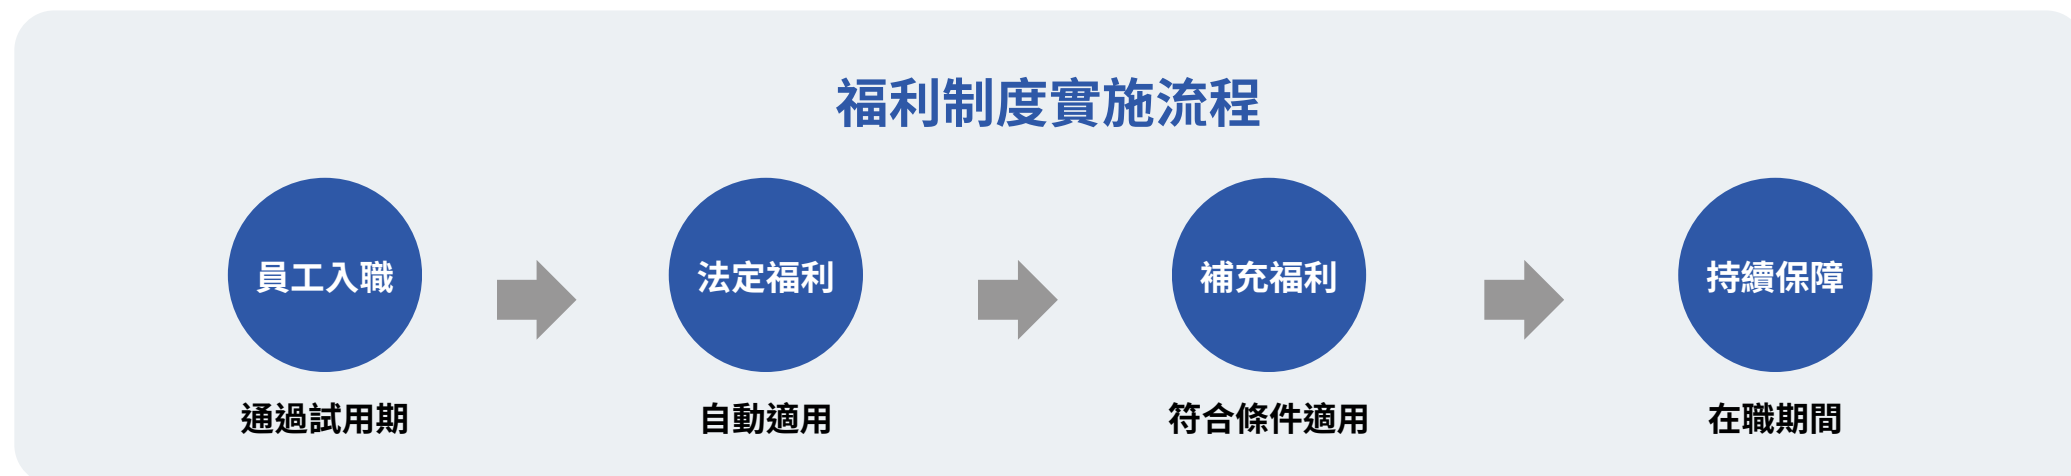 福利制度實施流程
員工入職
法定福利
補充福利
持續保障
通過試用期
自動適用
符合條件適用
在職期間